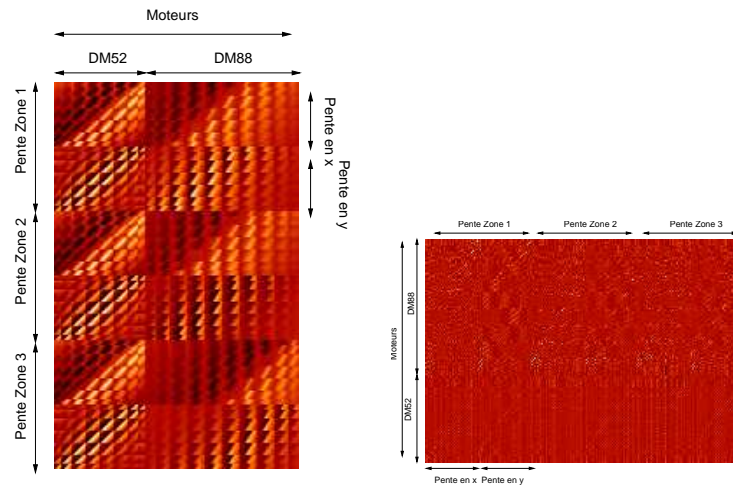 Moteurs
DM52
DM88
Pente Zone 1
Pente Zone 2
Pente Zone 3
Pente en x
Pente en y
Pente Zone 1
Pente Zone 2
Pente Zone 3
Moteurs
DM88
DM52
Pente en x
Pente en y